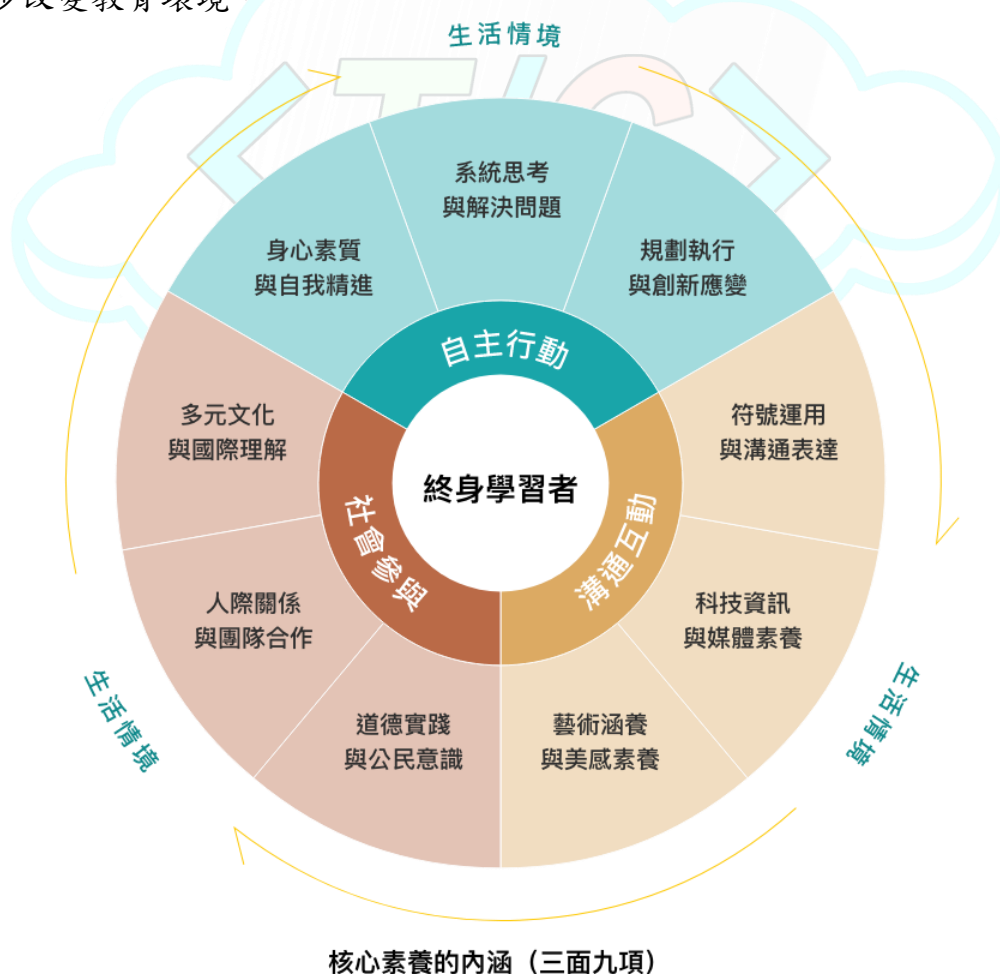 改變教育環境
生活情境
系統思考
與解決問題
身心素質
與自我精進
規劃執行
與創新應變
自主行動
多元文化
與國際理解
符號運用
與溝通表達
終身學習者
社會參與
溝通互動
人際關係
與團隊合作
科技資訊
與媒體素養
生活情境
生活情境
道德實踐
與公民意識
藝術涵養
與美感素養
核心素養的內涵（三面九項）